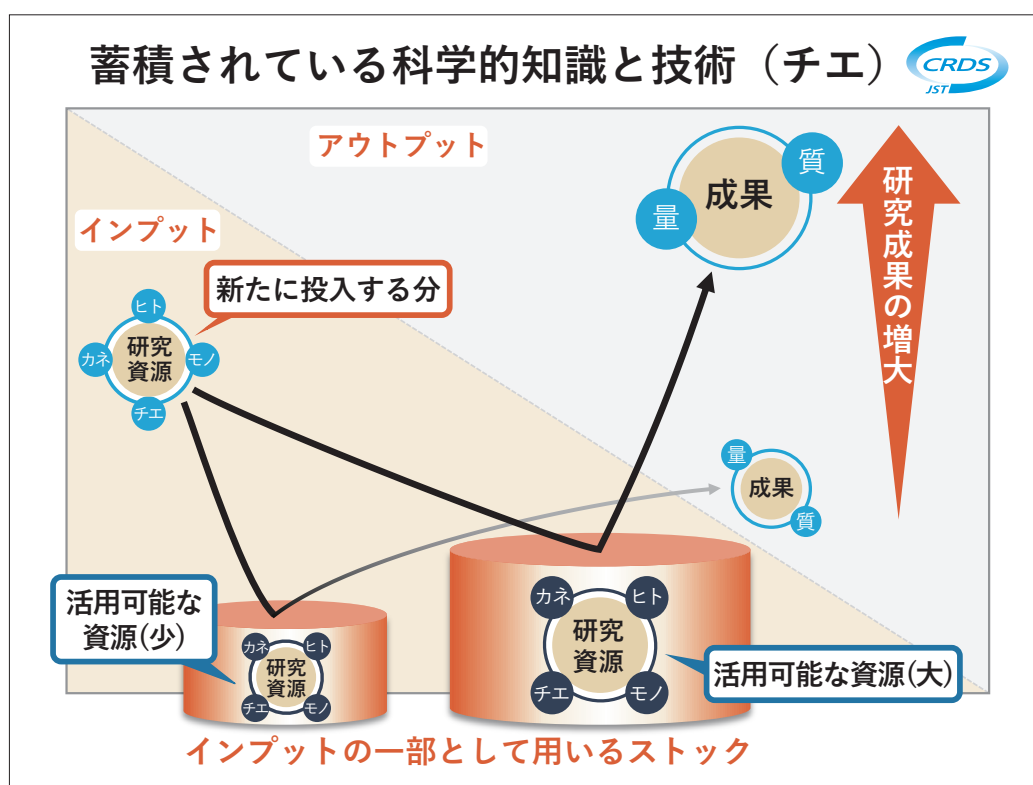 蓄積されている科学的知識と技術（チエ）
CRDS
JST
アウトプット
質
成果
量
研究成果の増大
インプット
新たに投入する分
ヒト
カネ
研究
資源
モノ
チエ
量
成果
質
活用可能な
資源(少)
カネ
ヒト
研究
資源
チエ
モノ
カネ
ヒト
研究
資源
チエ
モノ
活用可能な資源(大)
インプットの一部として用いるストック